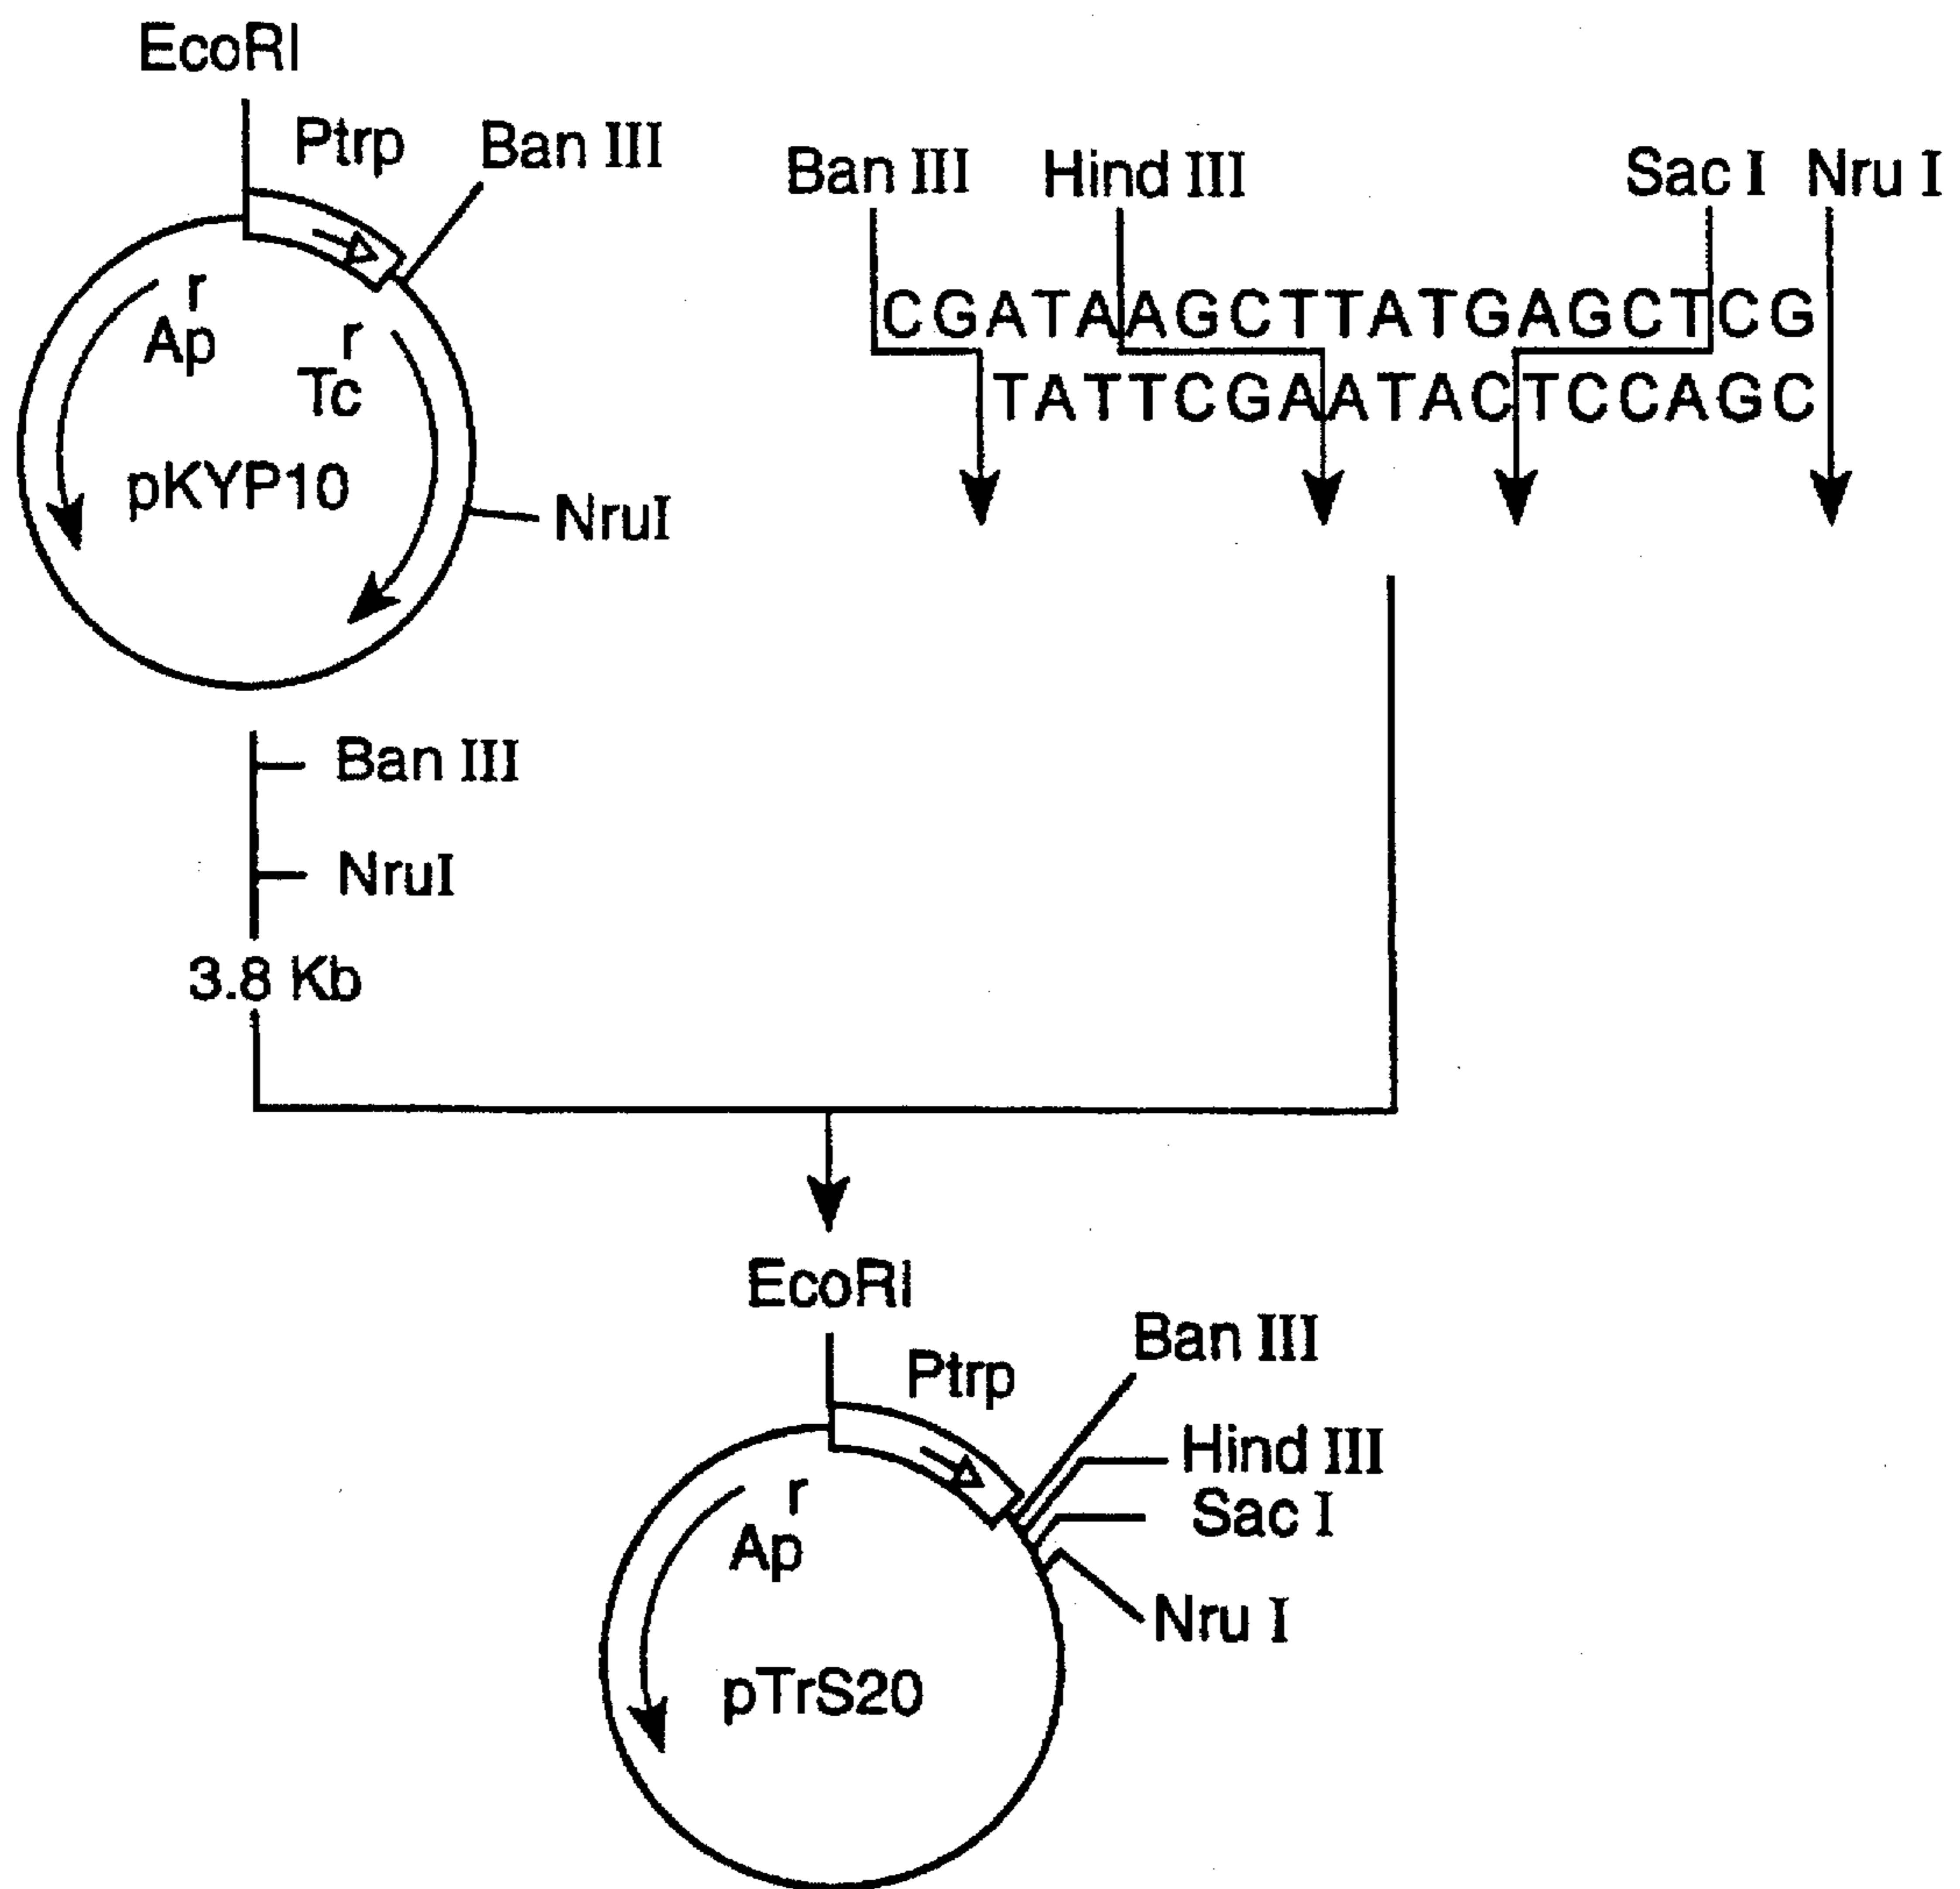 EcoRI
Ptrp
Ban III
r
Ap
r
Tc
pKYP10
NruI
Ban III
Hind III
Sac I
Nru I
CGATAAGCTTATGAGCTCG
TATTCGAATACTCCAGC
Ban III
NruI
3.8 Kb
EcoRI
Ptrp
Ban III
Hind III
Sac I
Nru I
r
Ap
pTrS20